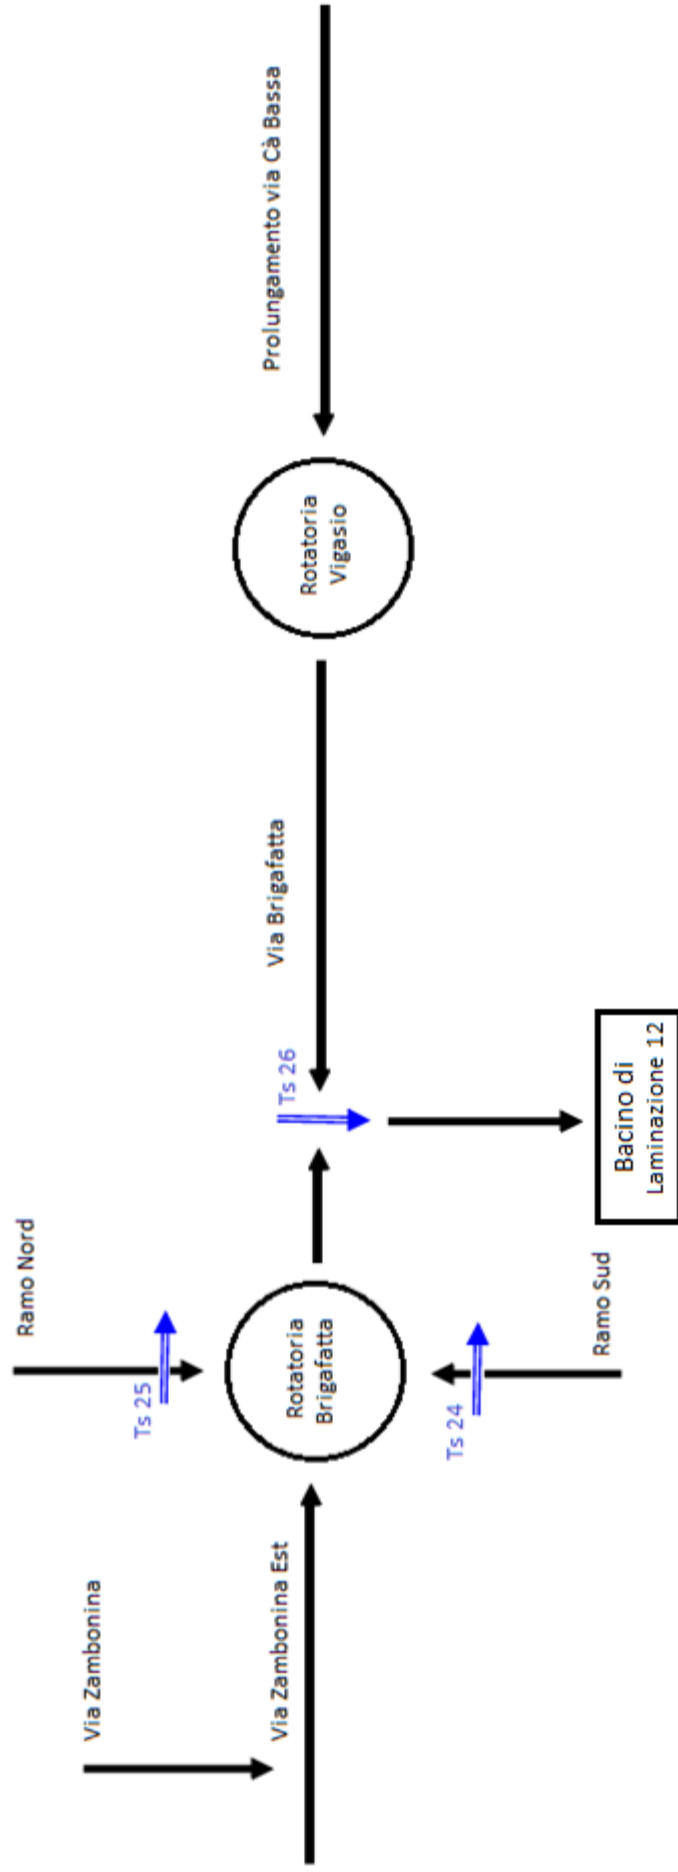 Ramo Nord
Ts 25
Via Zambonina
Via Zambonina Est
Rotatoria
Brigafatta
Ts 24
Ramo Sud
Ts 26
Via Brigafatta
Rotatoria
Vigasio
Prolungamento via Cà Bassa
Bacino di
Laminazione 12